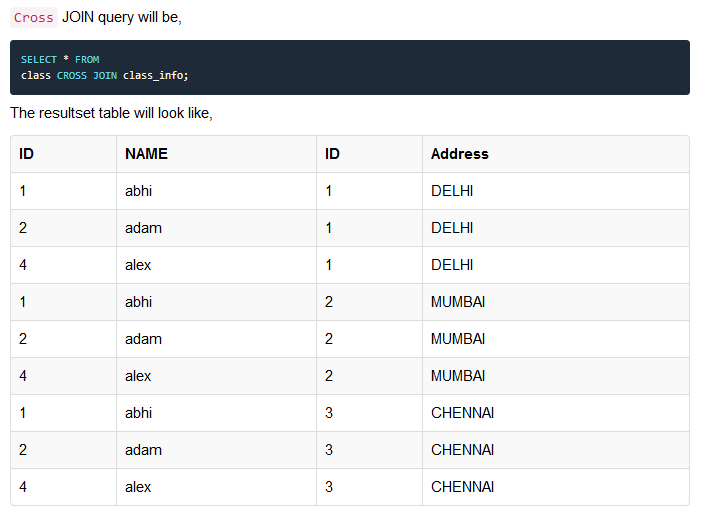 Cross JOIN query will be,
SELECT * FROM
class CROSS JOIN class_info;
The resultset table will look like,
ID NAME ID Address
1 abhi 1 DELHI
2 adam 1 DELHI
4 alex 1 DELHI
1 abhi 2 MUMBAI
2 adam 2 MUMBAI
4 alex 2 MUMBAI
1 abhi 3 CHENNAI
2 adam 3 CHENNAI
4 alex 3 CHENNAI